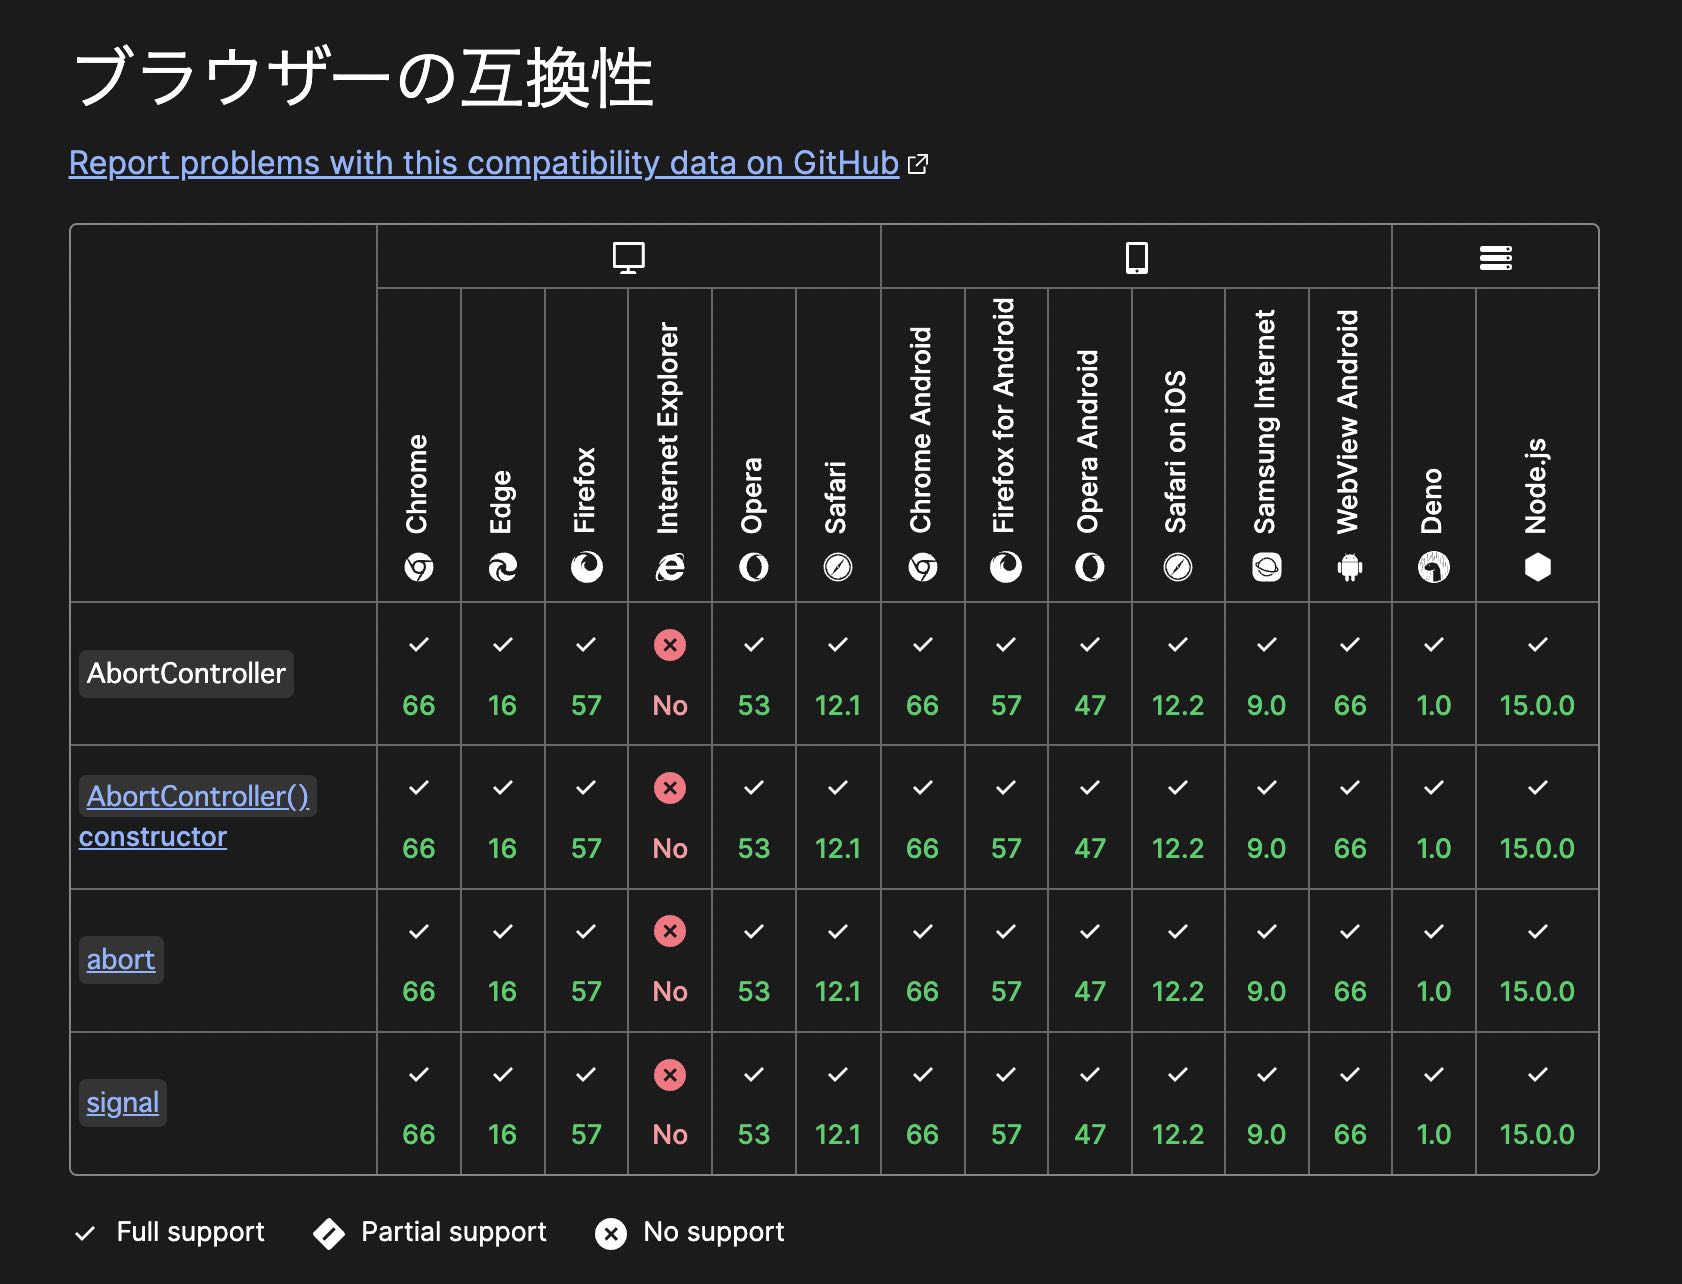 ブラウザーの互換性
Report problems with this compatibility data on GitHub
Chrome
Edge
Firefox
Internet Explorer
Opera
Safari
Chrome Android
Firefox for Android
Opera Android
Safari on iOS
Samsung Internet
WebView Android
Deno
Node.js
AbortController
66 16 57 No 53 12.1 66 57 47 12.2 9.0 66 1.0 15.0.0
AbortController()
constructor
66 16 57 No 53 12.1 66 57 47 12.2 9.0 66 1.0 15.0.0
abort
66 16 57 No 53 12.1 66 57 47 12.2 9.0 66 1.0 15.0.0
signal
66 16 57 No 53 12.1 66 57 47 12.2 9.0 66 1.0 15.0.0
Full support Partial support No support